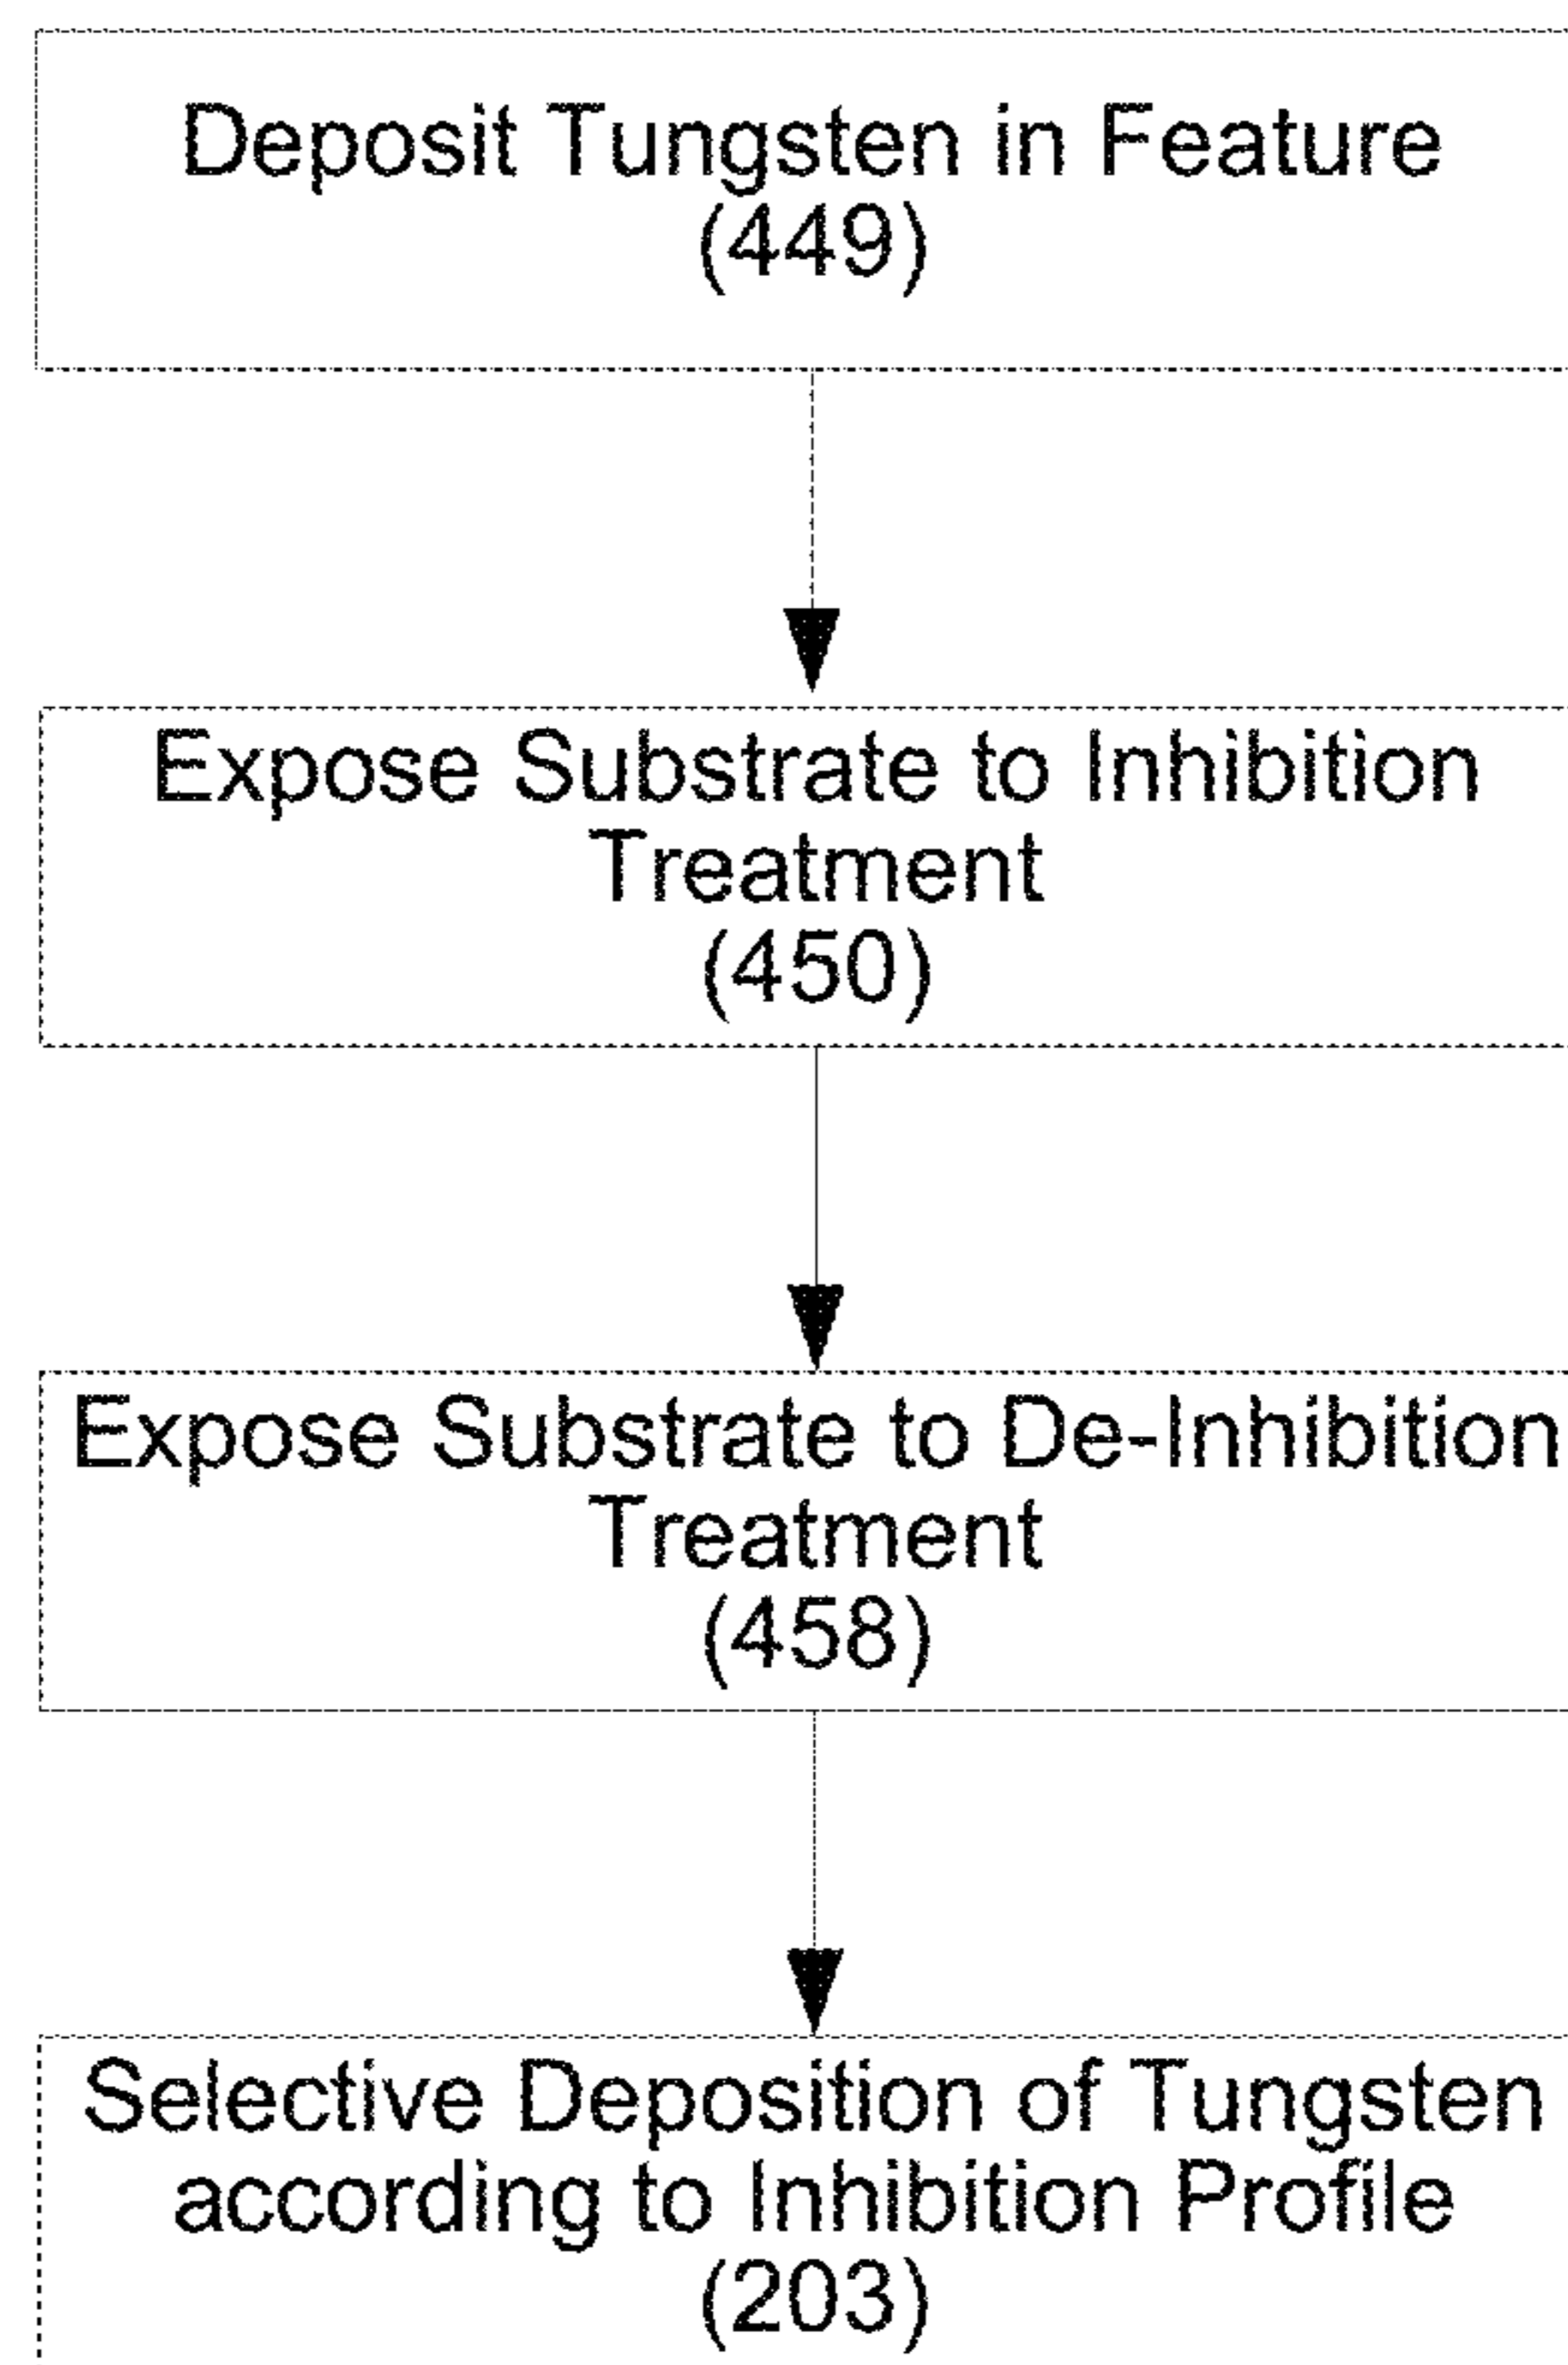 Deposit Tungsten in Feature
(449)
Expose Substrate to Inhibition
Treatment
(450)
Expose Substrate to De-Inhibition
Treatment
(458)
Selective Deposition of Tungsten
according to Inhibition Profile
(203)